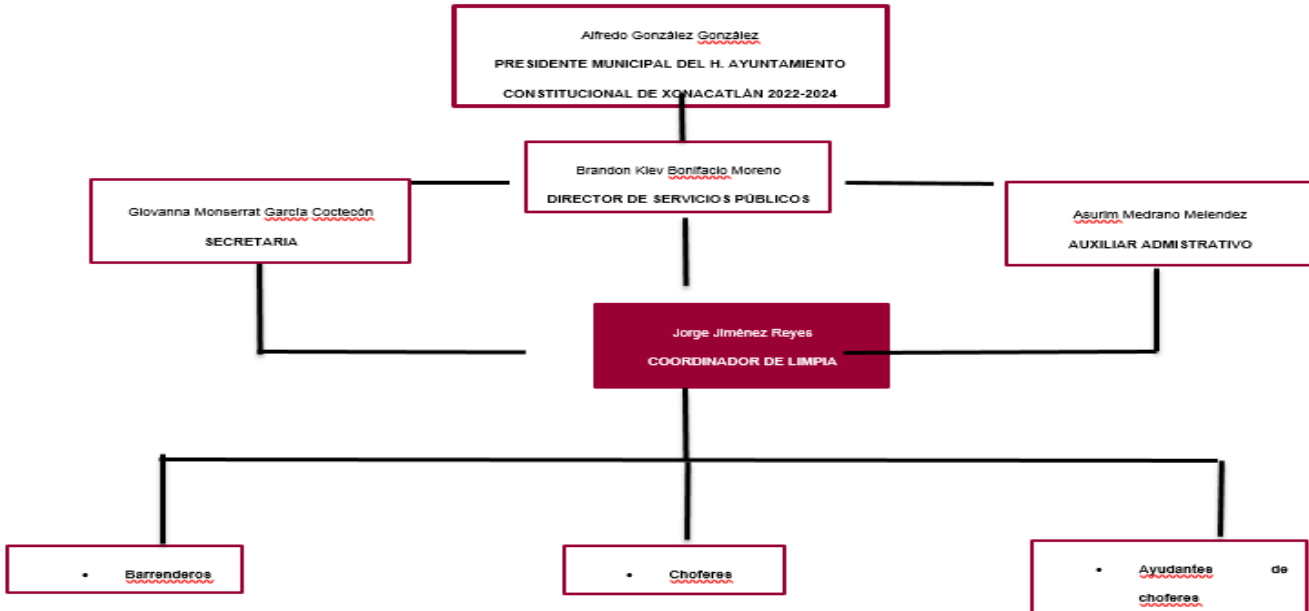 Alfredo González González
PRESIDENTE MUNICIPAL DEL H. AYUNTAMIENTO
CONSTITUCIONAL DE XONACATLÁN 2022-2024
Brandon Kiev Bonifacio Moreno
DIRECTOR DE SERVICIOS PÚBLICOS
Giovanna Monserrat García Coctecón
SECRETARIA
Asurim Medrano Melendez
AUXILIAR ADMISTRATIVO
Jorge Jiménez Reyes
COORDINADOR DE LIMPIA
• Barrenderos
• Choferes
• Ayudantes de
choferes